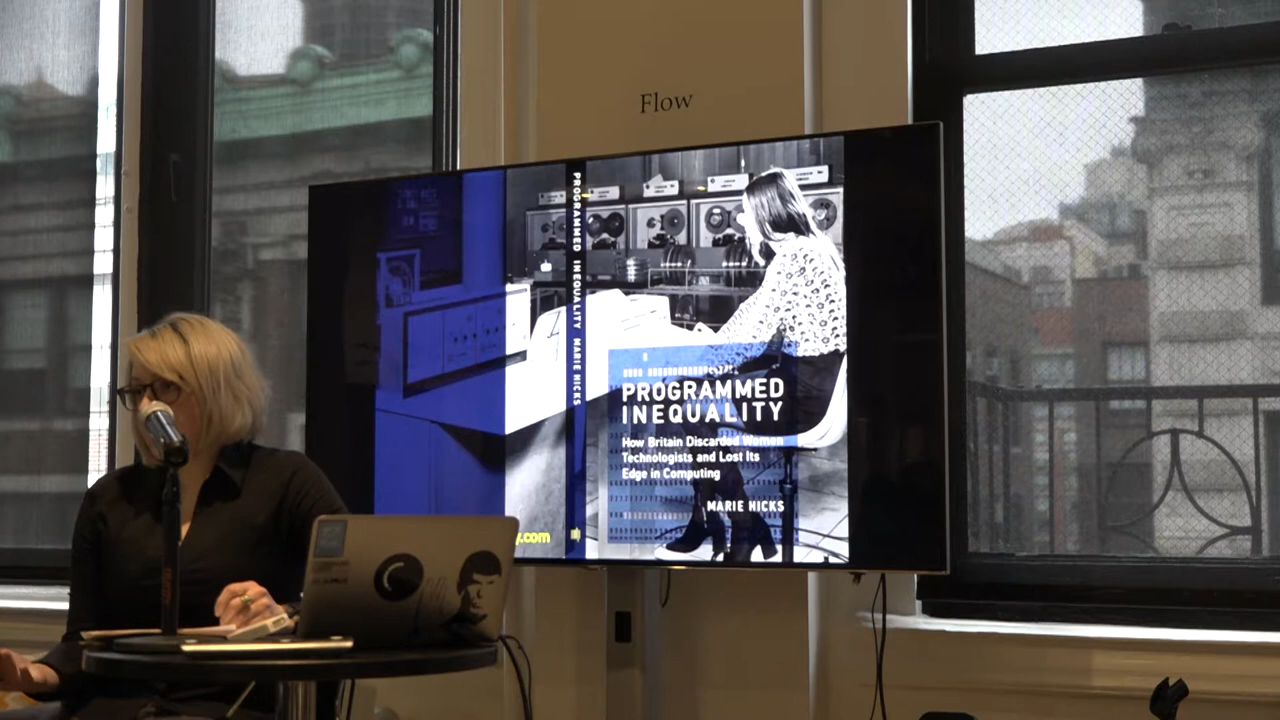 Flow
PROGRAMMED INEQUALITY MARIE HICKS
PROGRAMMED
INEQUALITY
How Britain Discarded Women
Technologists and Lost Its
Edge in Computing
MARIE HICKS
y.com